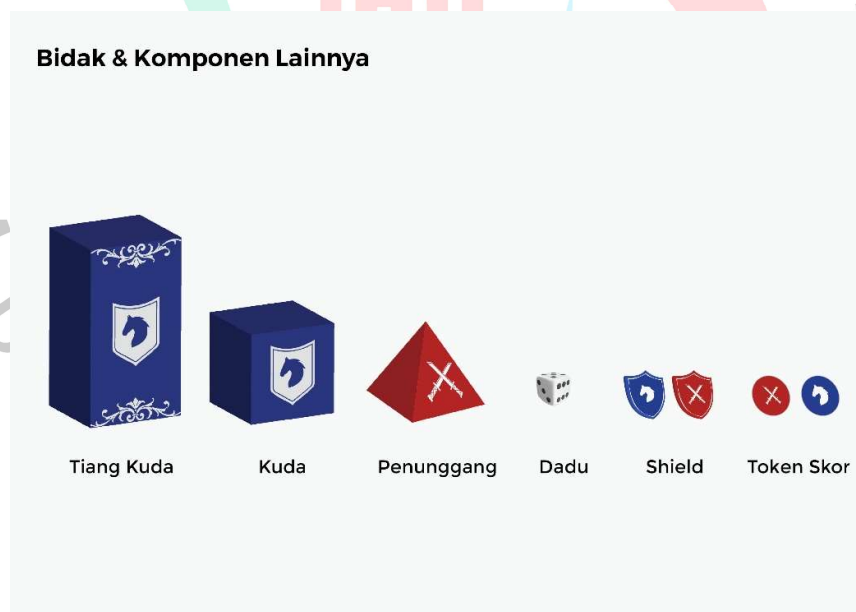 Bidak & Komponen Lainnya
Tiang Kuda
Kuda
Penunggang
Dadu
Shield
Token Skor